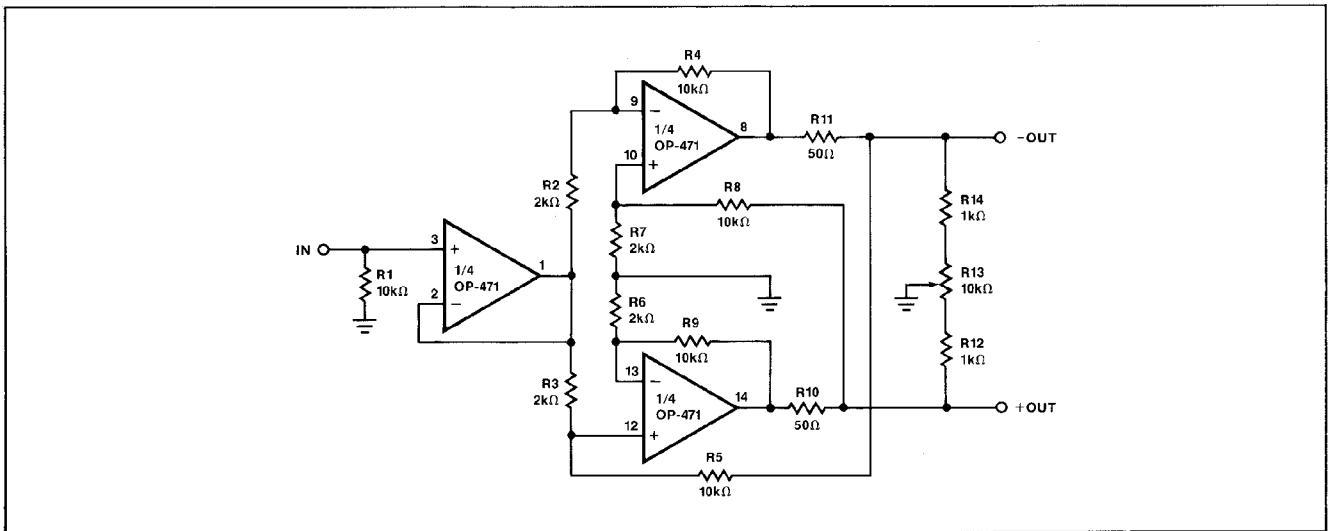 R4
10kΩ
9
−
1/4
OP-471
8
10
+
R11
50Ω
−OUT
R2
2kΩ
R8
10kΩ
R14
1kΩ
R7
2kΩ
IN
3
+
1/4
OP-471
1
2
−
R1
10kΩ
R13
10kΩ
R6
2kΩ
R9
10kΩ
R12
1kΩ
R3
2kΩ
13
−
1/4
OP-471
14
12
+
R10
50Ω
+OUT
R5
10kΩ